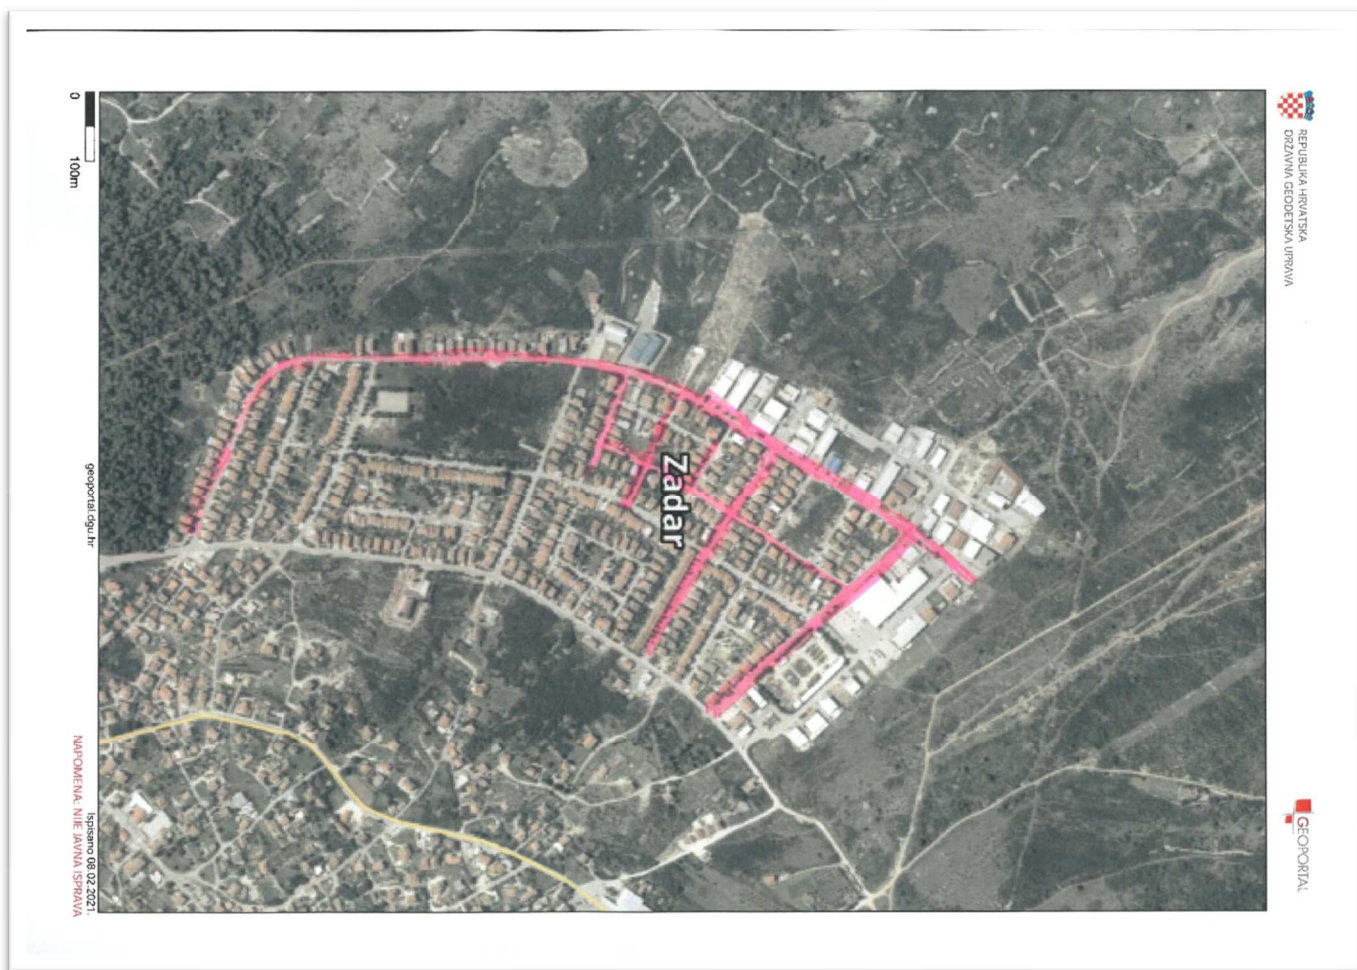 REPUBLIKA HRVATSKA
DRŽAVNA GEODETSKA UPRAVA
GEOPORTAL
Zadar
0 100m
geoportal.dgu.hr
Ispisano 08.02.2021.
NAPOMENA: NIJE JAVNA ISPRAVA